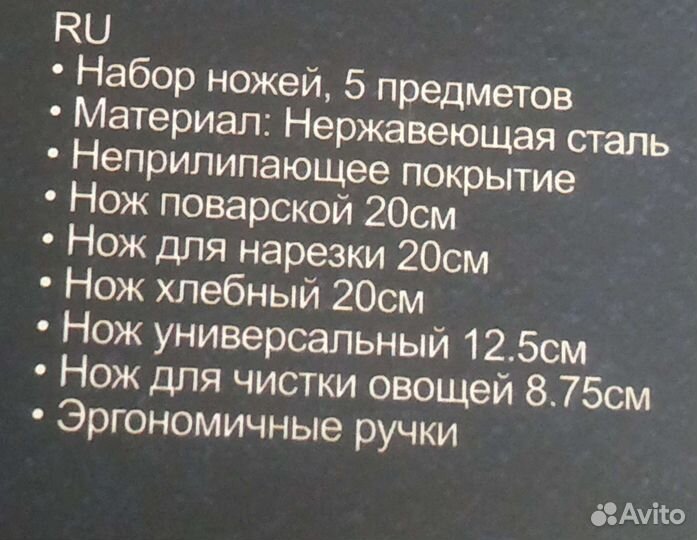 RU
• Набор ножей, 5 предметов
• Материал: Нержавеющая сталь
• Неприлипающее покрытие
• Нож поварской 20см
• Нож для нарезки 20см
• Нож хлебный 20см
• Нож универсальный 12.5см
• Нож для чистки овощей 8.75см
• Эргономичные ручки
Avito